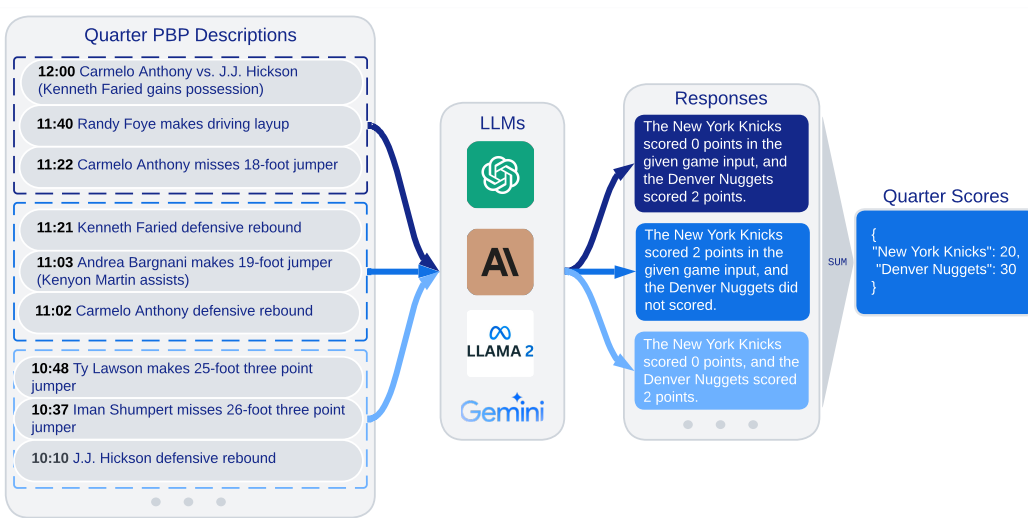 Quarter PBP Descriptions
12:00 Carmelo Anthony vs. J.J. Hickson
(Kenneth Faried gains possession)
11:40 Randy Foye makes driving layup
11:22 Carmelo Anthony misses 18-foot jumper
11:21 Kenneth Faried defensive rebound
11:03 Andrea Bargnani makes 19-foot jumper
(Kenyon Martin assists)
11:02 Carmelo Anthony defensive rebound
10:48 Ty Lawson makes 25-foot three point
jumper
10:37 Iman Shumpert misses 26-foot three point
jumper
10:10 J.J. Hickson defensive rebound
LLMs
A\
LLAMA 2
Gemini
Responses
The New York Knicks
scored 0 points in the
given game input, and
the Denver Nuggets
scored 2 points.
The New York Knicks
scored 2 points in the
given game input, and
the Denver Nuggets did
not scored.
The New York Knicks
scored 0 points, and the
Denver Nuggets scored
2 points.
SUM
Quarter Scores
{
"New York Knicks": 20,
"Denver Nuggets": 30
}